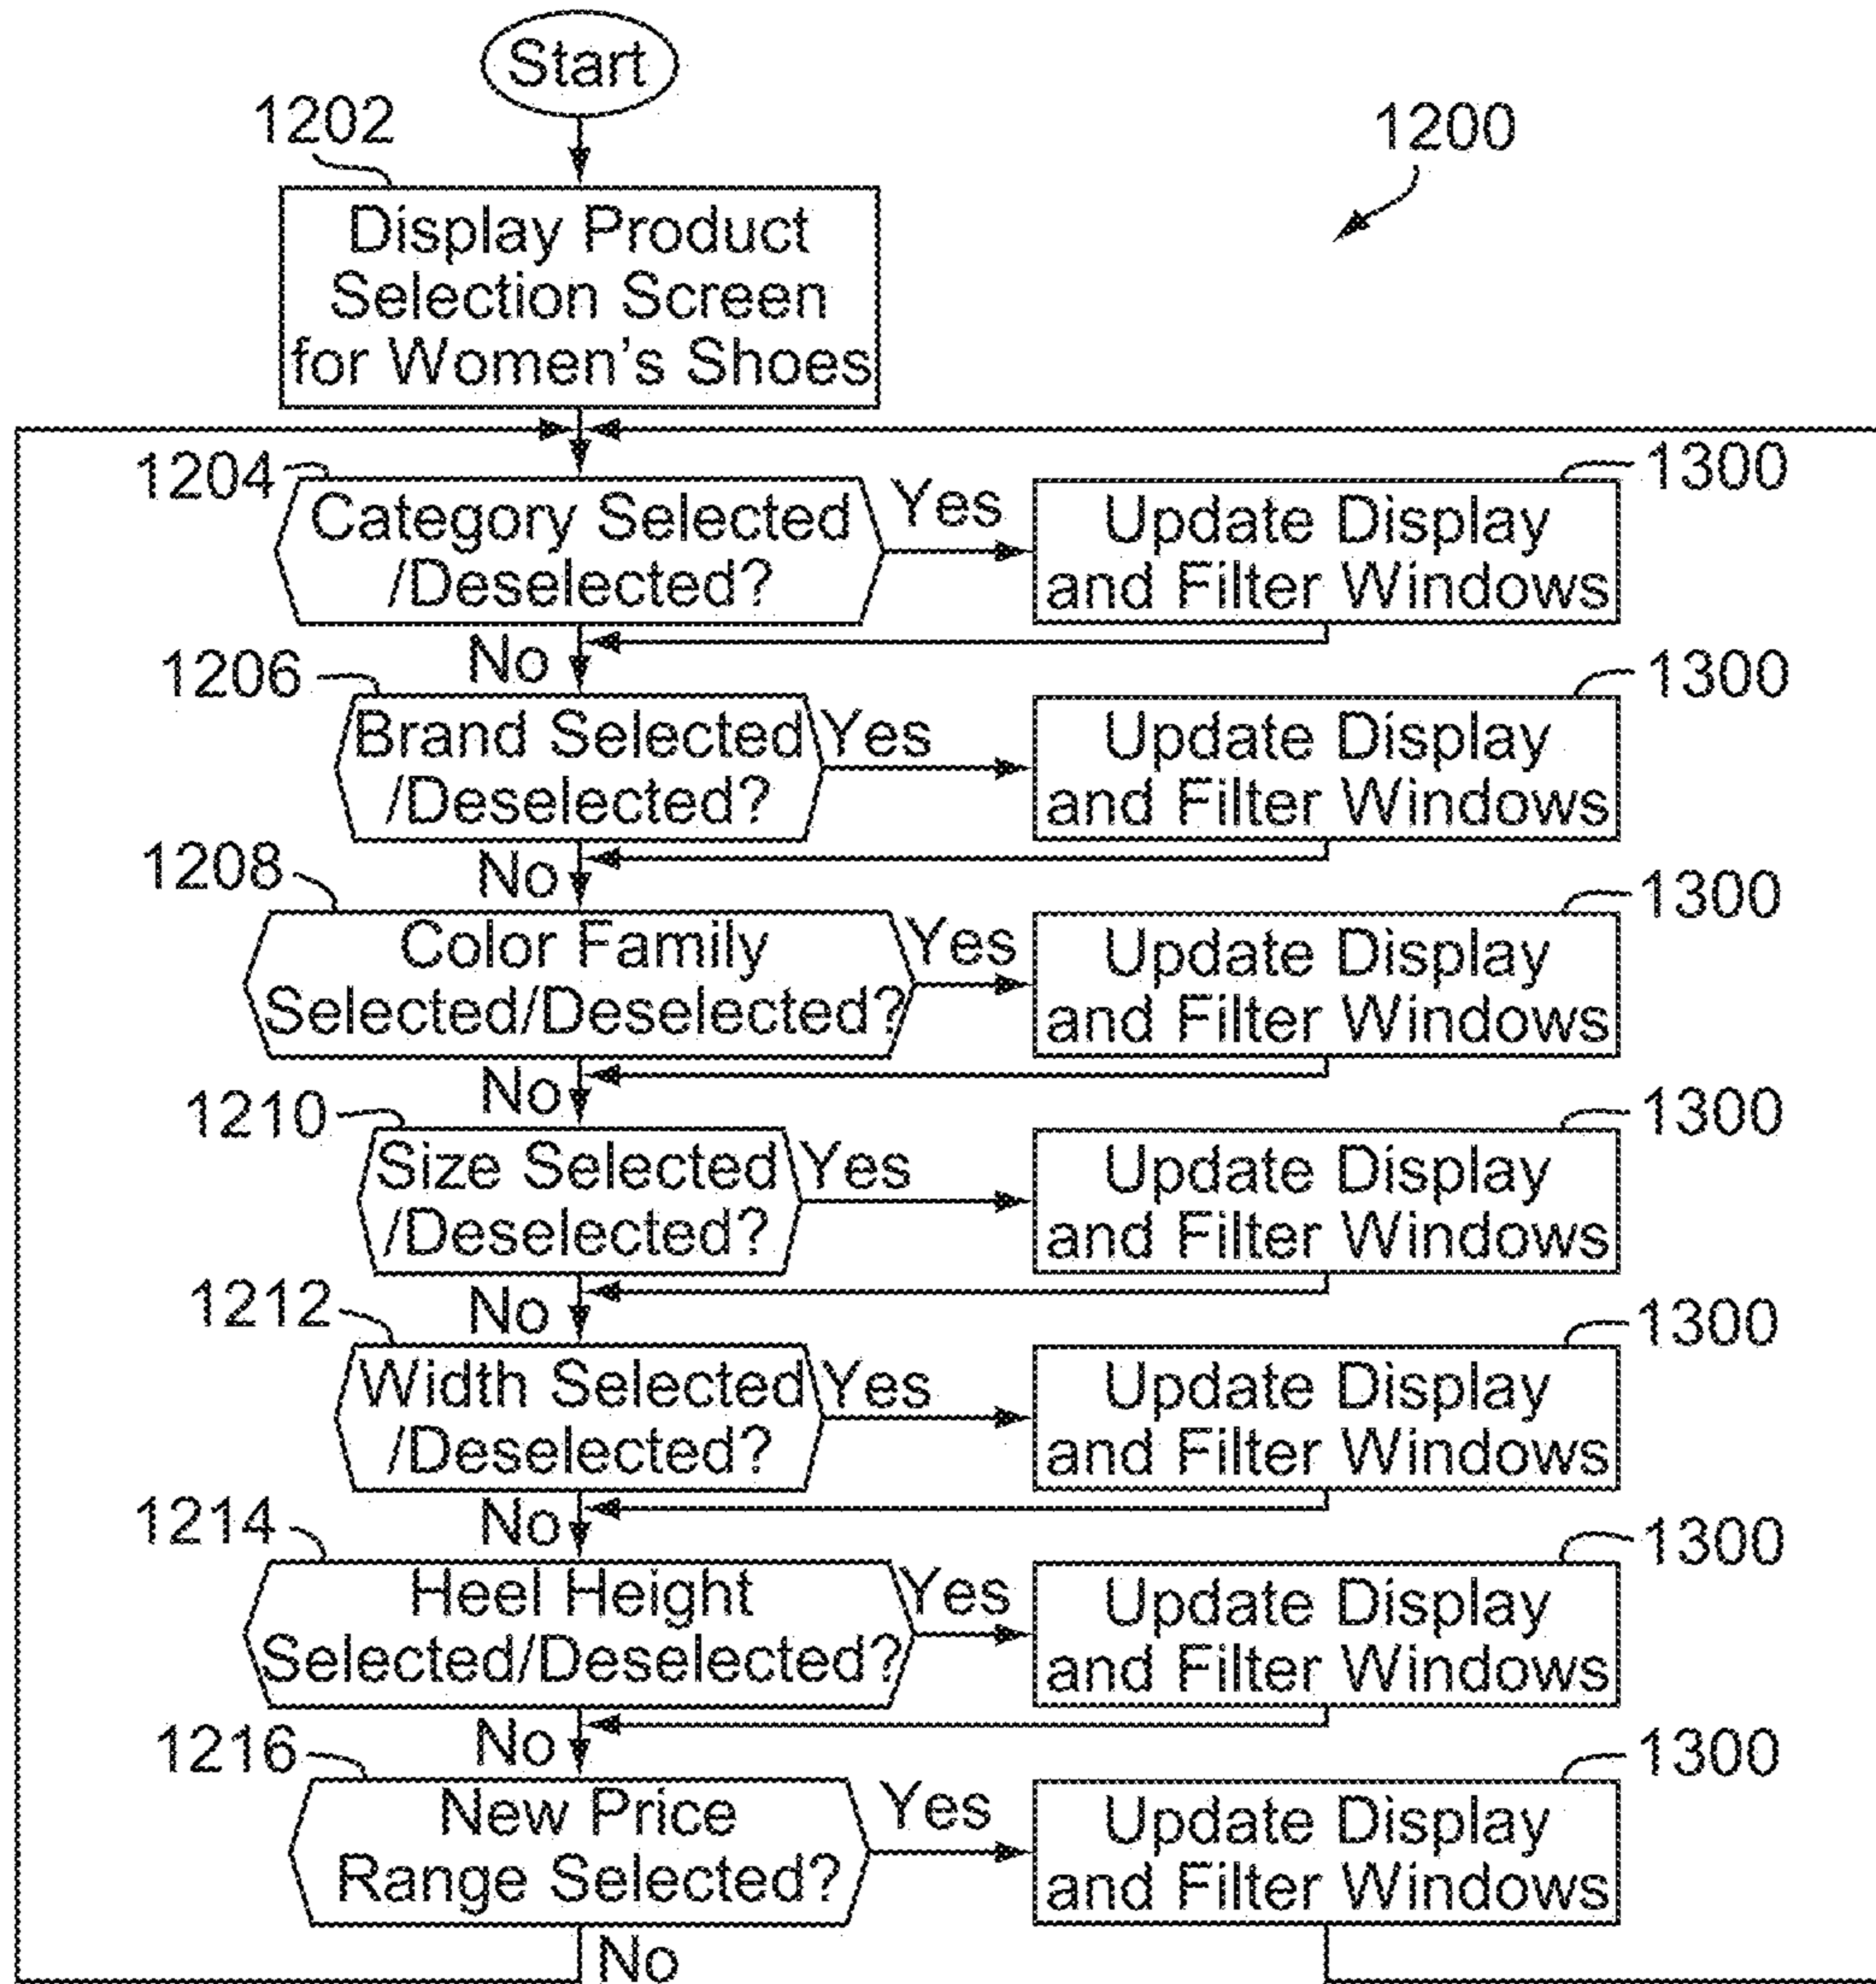 Start
1202
1200
Display Product
Selection Screen
for Women's Shoes
1204
Category Selected
/Deselected?
Yes
1300
Update Display
and Filter Windows
No
1206
Brand Selected
/Deselected?
Yes
1300
Update Display
and Filter Windows
No
1208
Color Family
Selected/Deselected?
Yes
1300
Update Display
and Filter Windows
No
1210
Size Selected
/Deselected?
Yes
1300
Update Display
and Filter Windows
No
1212
Width Selected
/Deselected?
Yes
1300
Update Display
and Filter Windows
No
1214
Heel Height
Selected/Deselected?
Yes
1300
Update Display
and Filter Windows
No
1216
New Price
Range Selected?
Yes
1300
Update Display
and Filter Windows
No